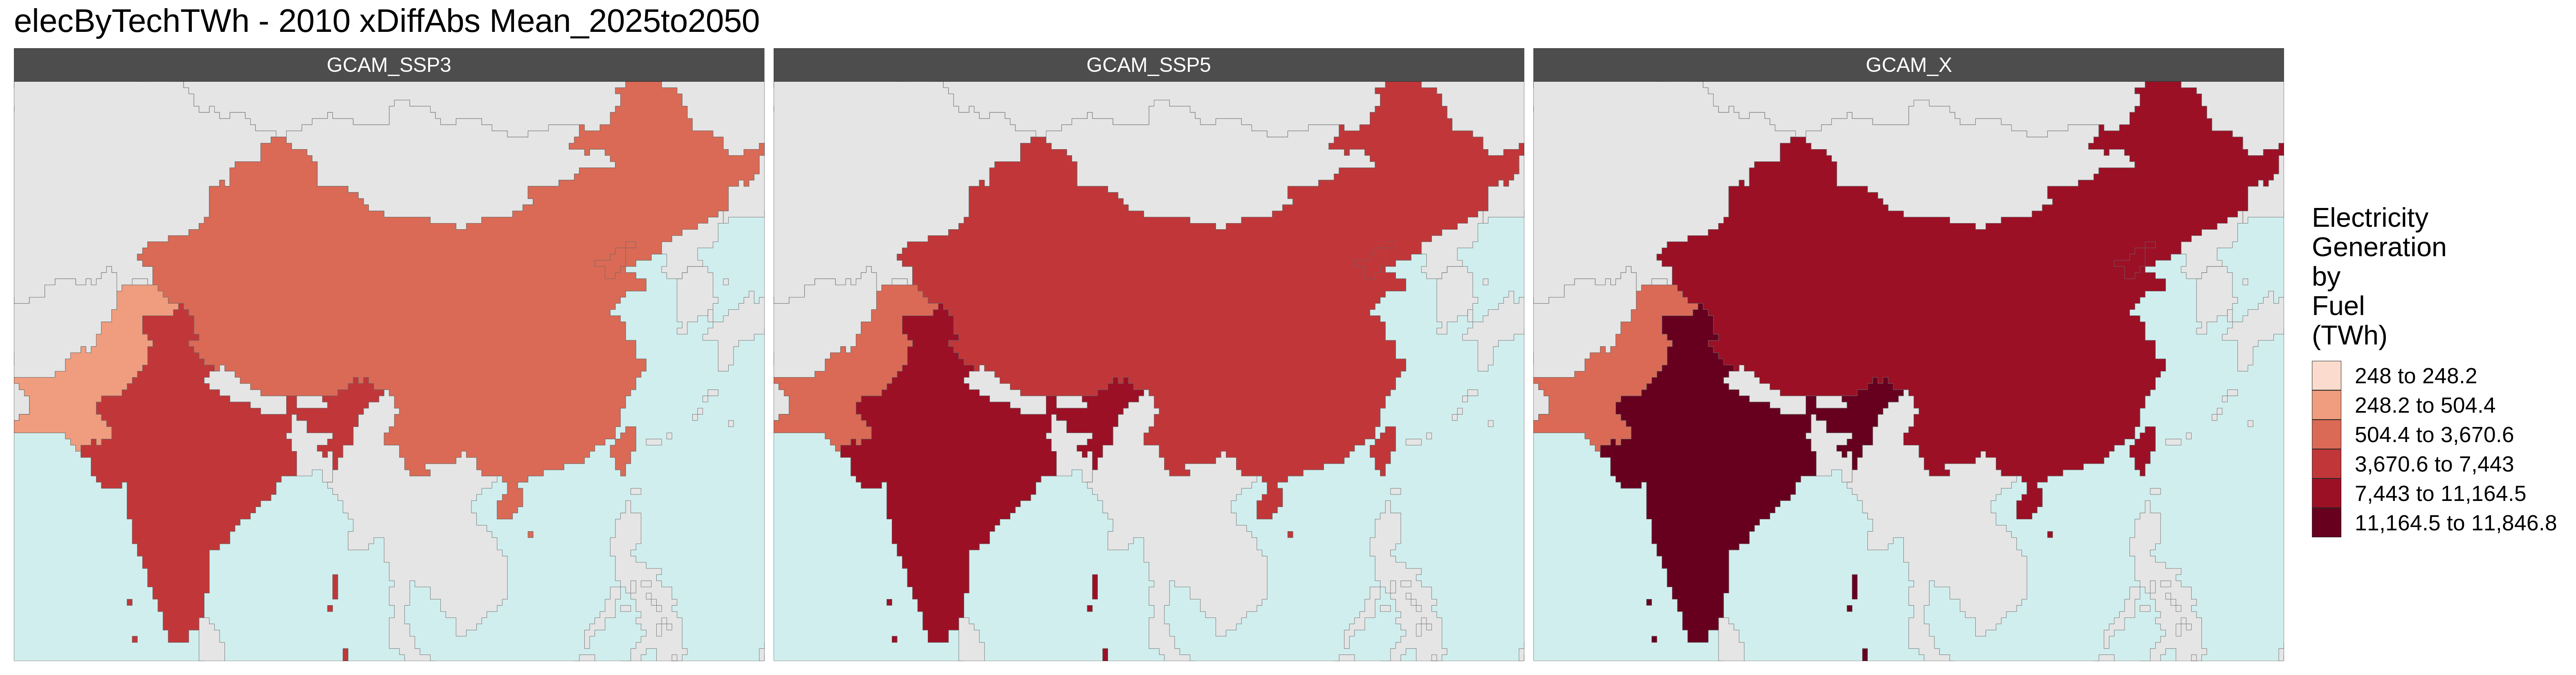 elecByTechTWh - 2010 xDiffAbs Mean_2025to2050
GCAM_SSP3
GCAM_SSP5
GCAM_X
Electricity
Generation
by
Fuel
(TWh)
248 to 248.2
248.2 to 504.4
504.4 to 3,670.6
3,670.6 to 7,443
7,443 to 11,164.5
11,164.5 to 11,846.8